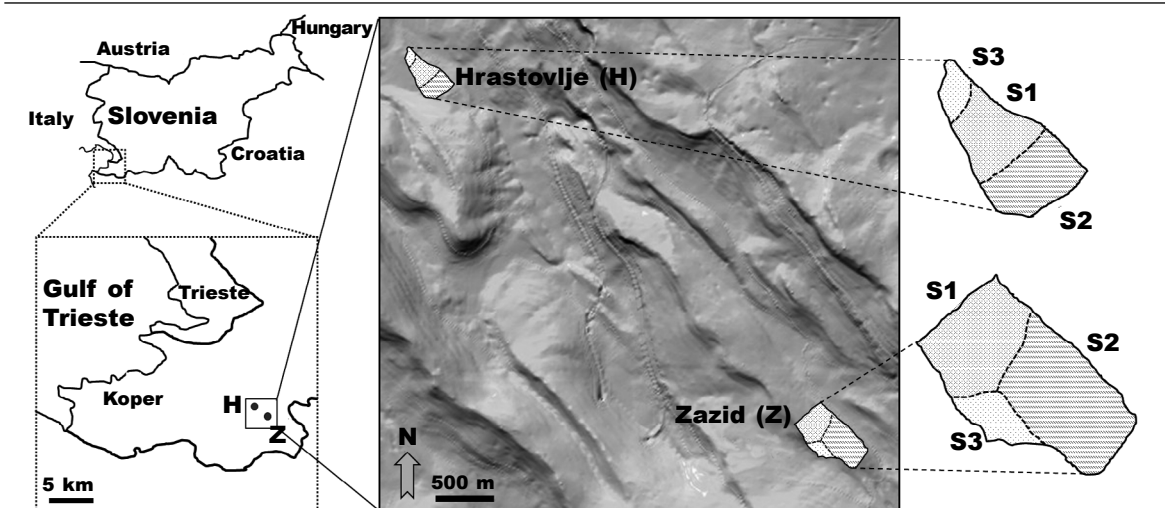 Hungary
Austria
Italy
Slovenia
Croatia
Gulf of
Trieste
Trieste
Koper
H
Z
5 km
Hrastovlje (H)
Zazid (Z)
N
500 m
S3
S1
S2
S1
S2
S3